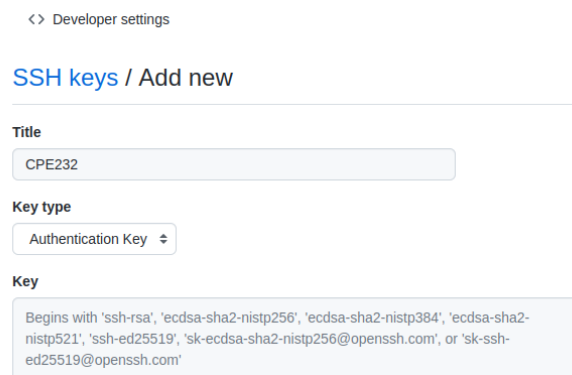 <> Developer settings
SSH keys / Add new
Title
CPE232
Key type
Authentication Key
Key
Begins with 'ssh-rsa', 'ecdsa-sha2-nistp256', 'ecdsa-sha2-nistp384', 'ecdsa-sha2-
nistp521', 'ssh-ed25519', 'sk-ecdsa-sha2-nistp256@openssh.com', or 'sk-ssh-
ed25519@openssh.com'